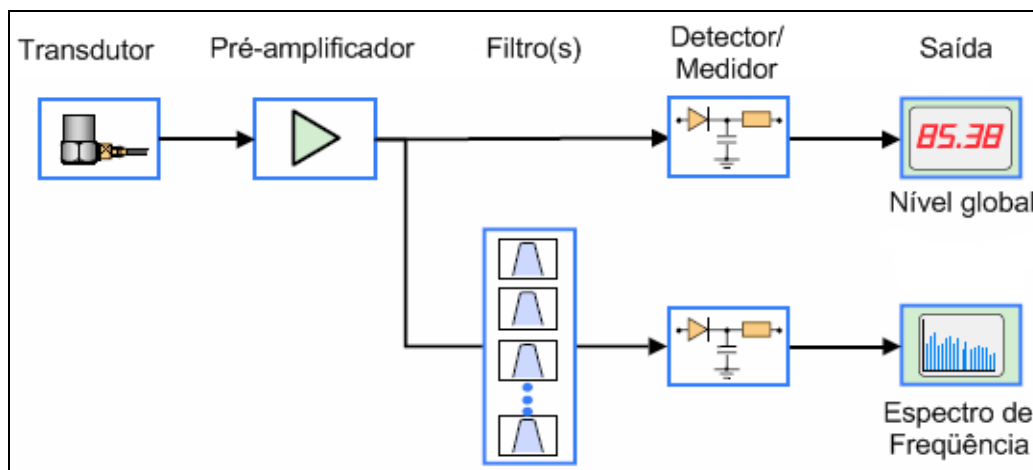 Transdutor
Pré-amplificador
Filtro(s)
Detector/
Medidor
Saída
85.38
Nível global
Espectro de
Freqüência